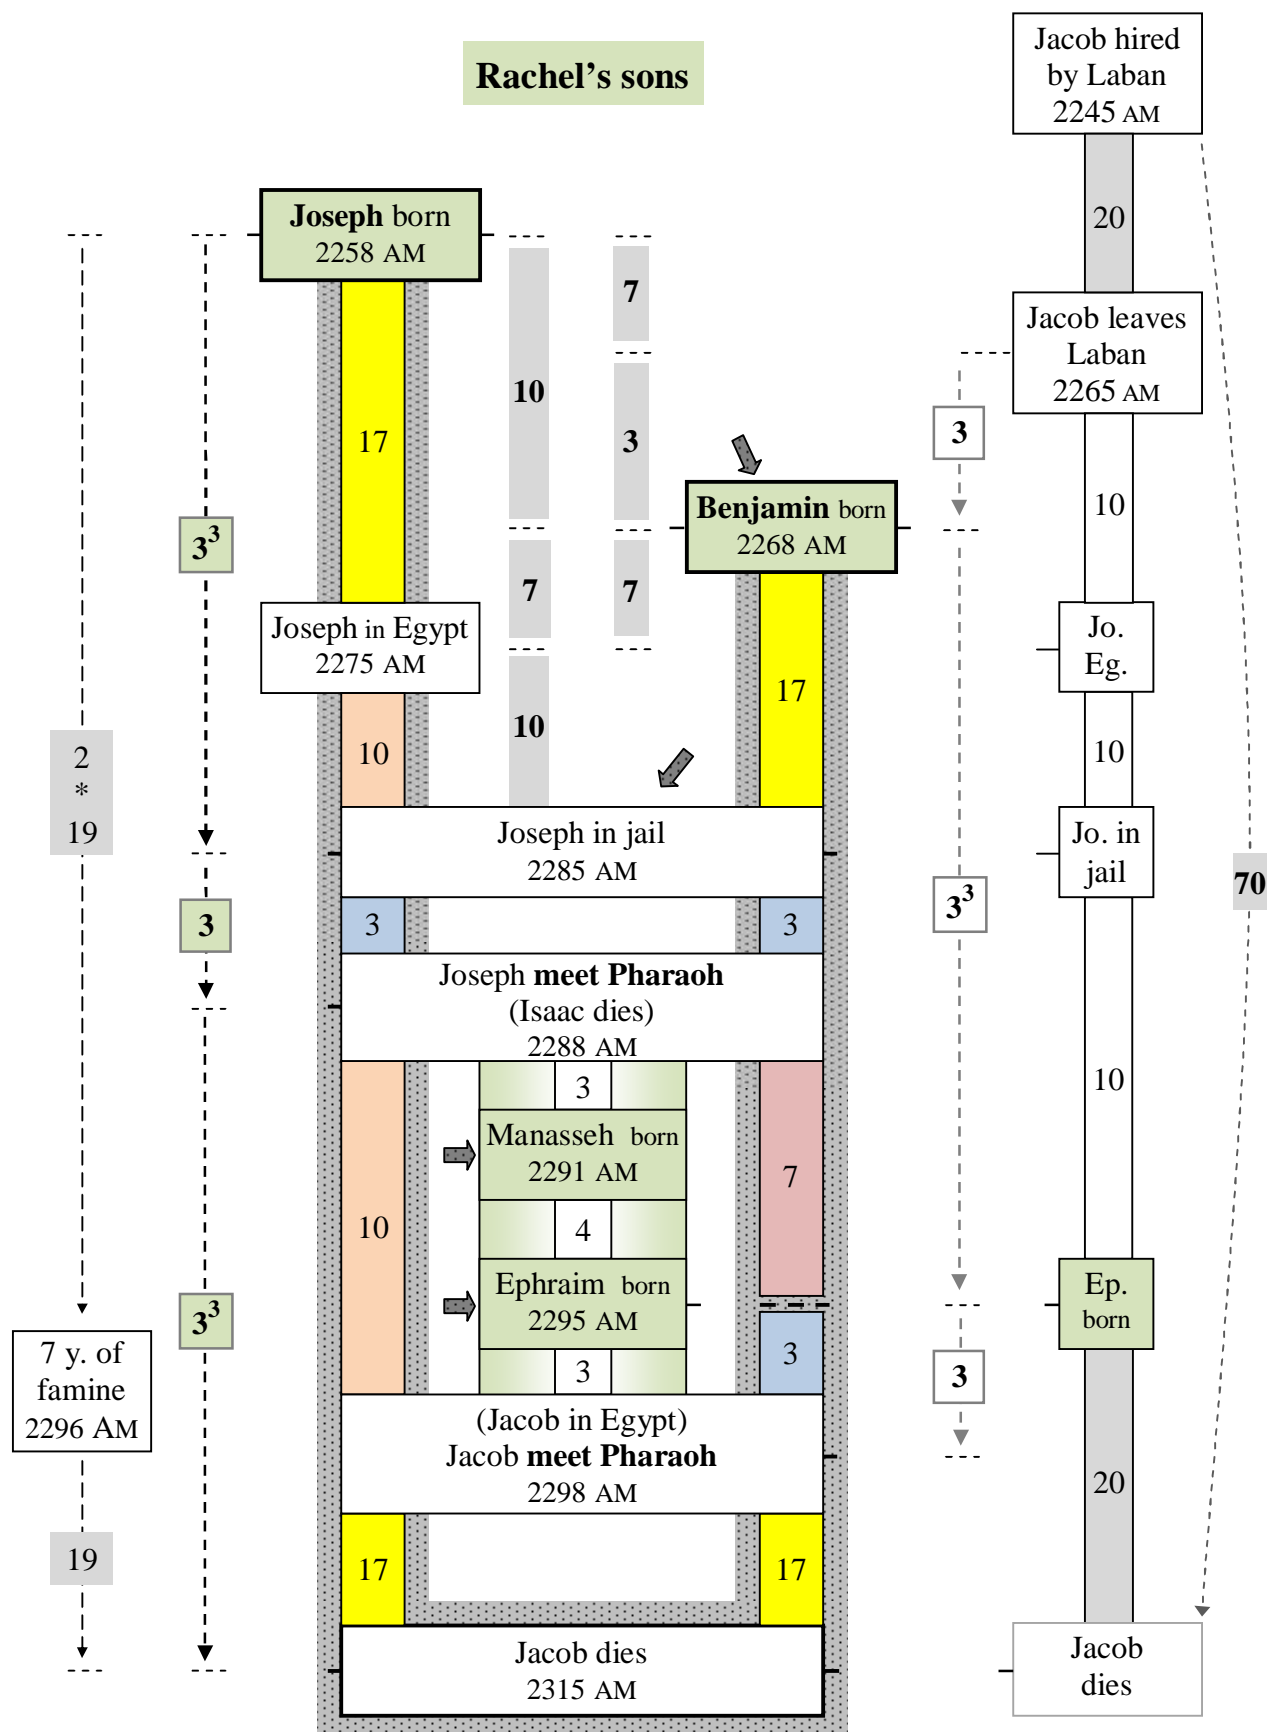 Rachel's sons
Jacob hired
by Laban
2245 AM
20
Joseph born
2258 AM
7
Jacob leaves
Laban
2265 AM
10
3
17
3
Benjamin born
2268 AM
10
3³
7
7
Joseph in Egypt
2275 AM
Jo.
Eg.
17
10
10
10
2
*
19
Joseph in jail
2285 AM
Jo. in
jail
70
3³
3
3
3
Joseph meet Pharaoh
(Isaac dies)
2288 AM
10
3
Manasseh born
2291 AM
7
10
4
Ephraim born
2295 AM
Ep.
born
3³
7 y. of
famine
2296 AM
3
3
3
(Jacob in Egypt)
Jacob meet Pharaoh
2298 AM
20
19
17
17
Jacob dies
2315 AM
Jacob
dies